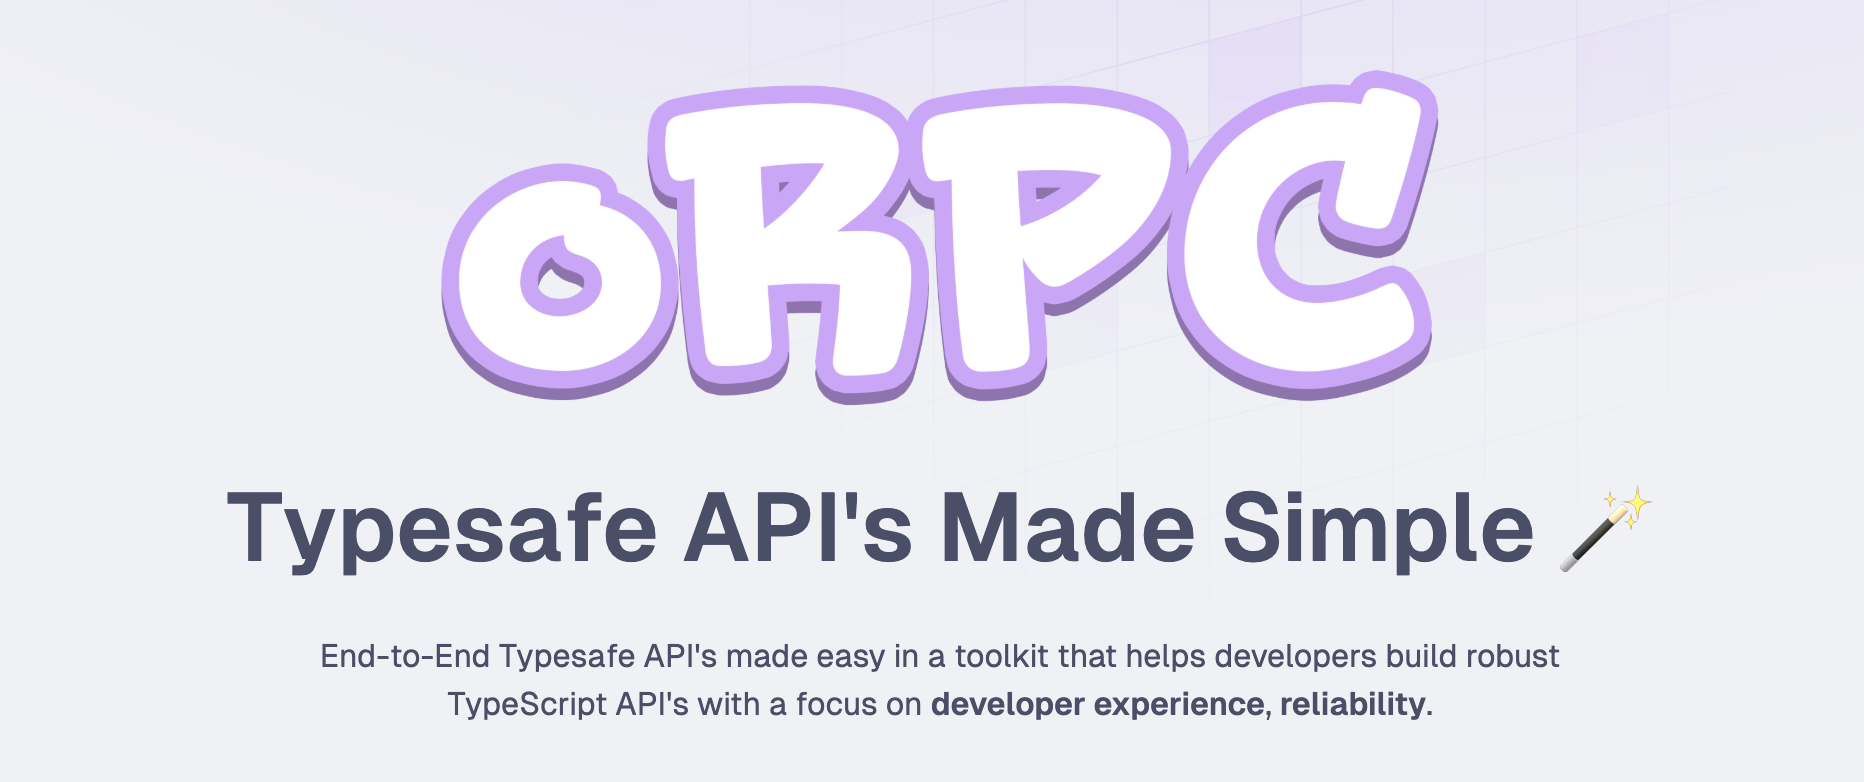 oRPC
Typesafe API's Made Simple 🪄
End-to-End Typesafe API's made easy in a toolkit that helps developers build robust
TypeScript API's with a focus on developer experience, reliability.